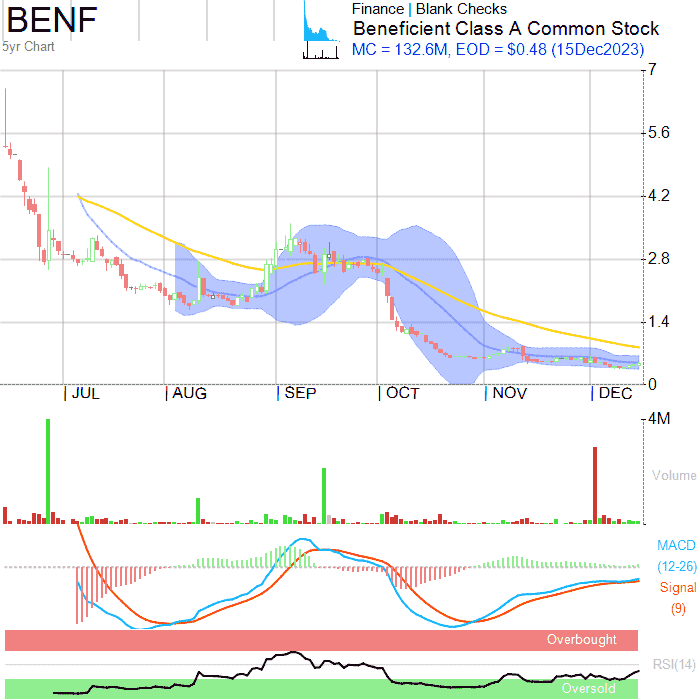 BENF
5yr Chart
Finance | Blank Checks
Beneficient Class A Common Stock
MC = 132.6M, EOD = $0.48 (15Dec2023)
7
5.6
4.2
2.8
1.4
0
JUL
AUG
SEP
OCT
NOV
DEC
4M
Volume
MACD
(12-26)
Signal
(9)
Overbought
RSI(14)
Oversold